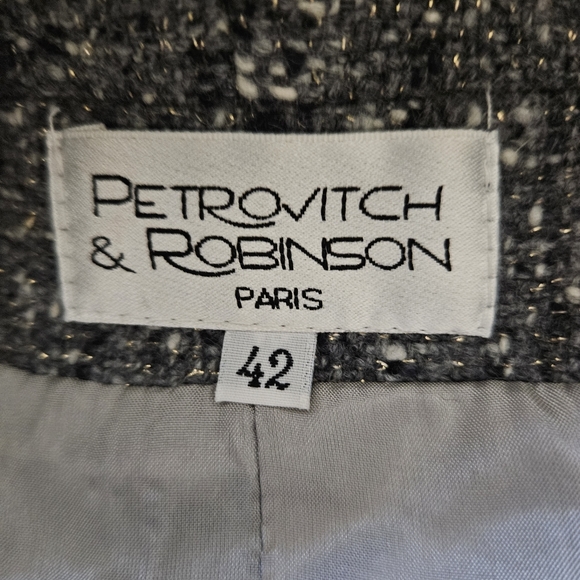 PETROVITCH
& ROBINSON
PARIS
42